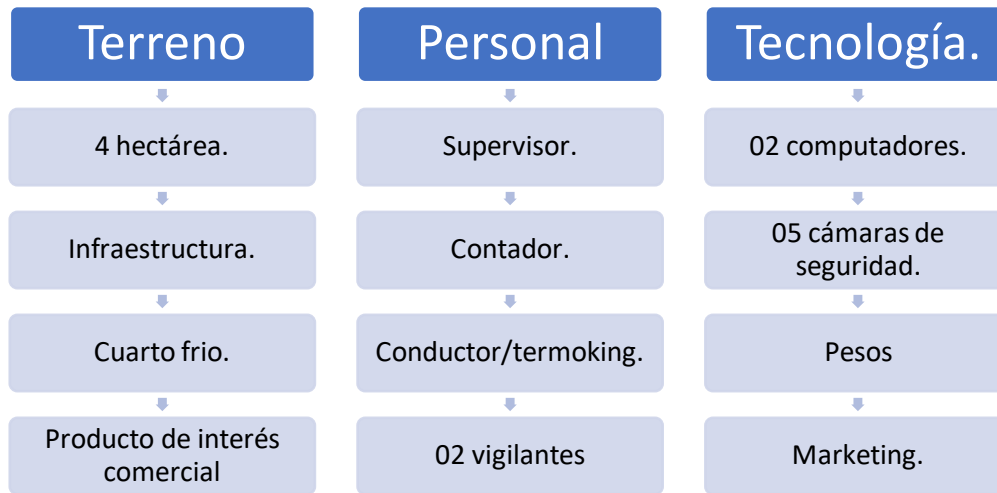 Terreno
4 hectárea.
Infraestructura.
Cuarto frio.
Producto de interés
comercial
Personal
Supervisor.
Contador.
Conductor/termoking.
02 vigilantes
Tecnología.
02 computadores.
05 cámaras de
seguridad.
Pesos
Marketing.